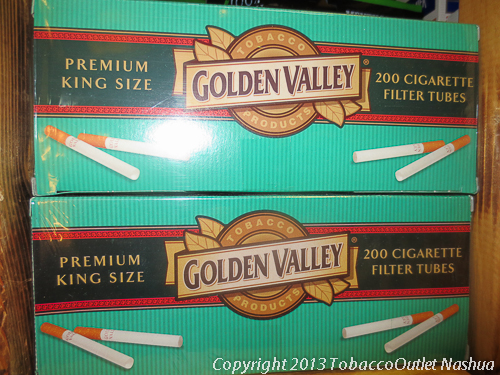 PREMIUM
KING SIZE
TOBACCO
GOLDEN VALLEY®
PRODUCTS
200 CIGARETTE
FILTER TUBES
PREMIUM
KING SIZE
TOBACCO
GOLDEN VALLEY®
PRODUCTS
200 CIGARETTE
FILTER TUBES
Copyright 2013 TobaccoOutlet Nashua